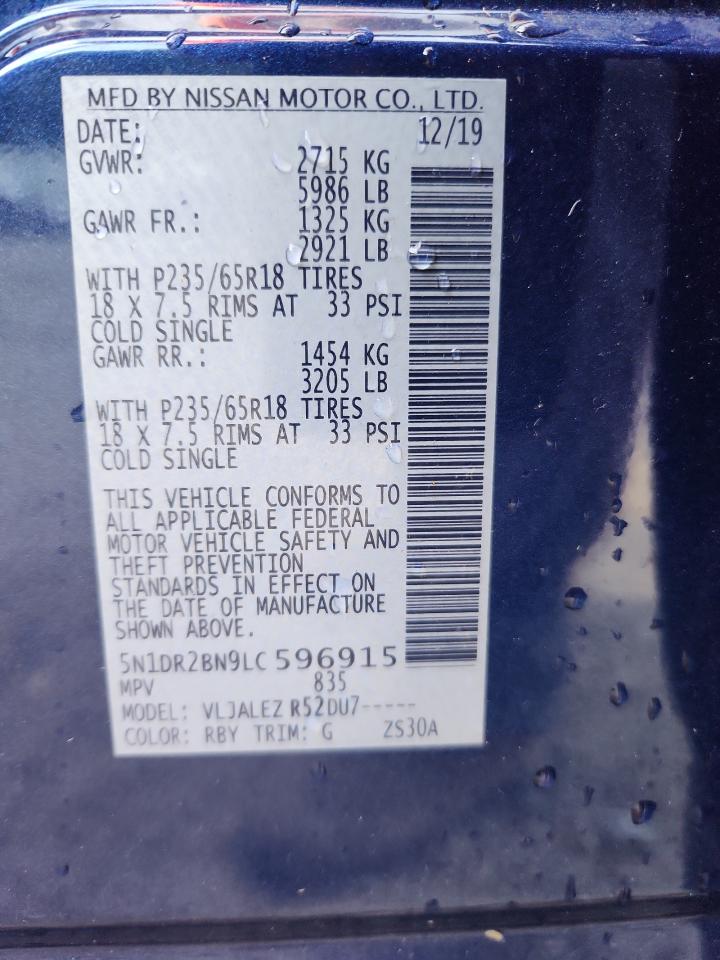 MFD BY NISSAN MOTOR CO., LTD.
DATE: 12/19
GVWR: 2715 KG
5986 LB
GAWR FR.: 1325 KG
2921 LB
WITH P235/65R18 TIRES
18 X 7.5 RIMS AT 33 PSI
COLD SINGLE
GAWR RR.: 1454 KG
3205 LB
WITH P235/65R18 TIRES
18 X 7.5 RIMS AT 33 PSI
COLD SINGLE
THIS VEHICLE CONFORMS TO
ALL APPLICABLE FEDERAL
MOTOR VEHICLE SAFETY AND
THEFT PREVENTION
STANDARDS IN EFFECT ON
THE DATE OF MANUFACTURE
SHOWN ABOVE.
5N1DR2BN9LC596915
MPV 835
MODEL: VLJALEZ R52DU7-----
COLOR: RBY TRIM: G ZS30A